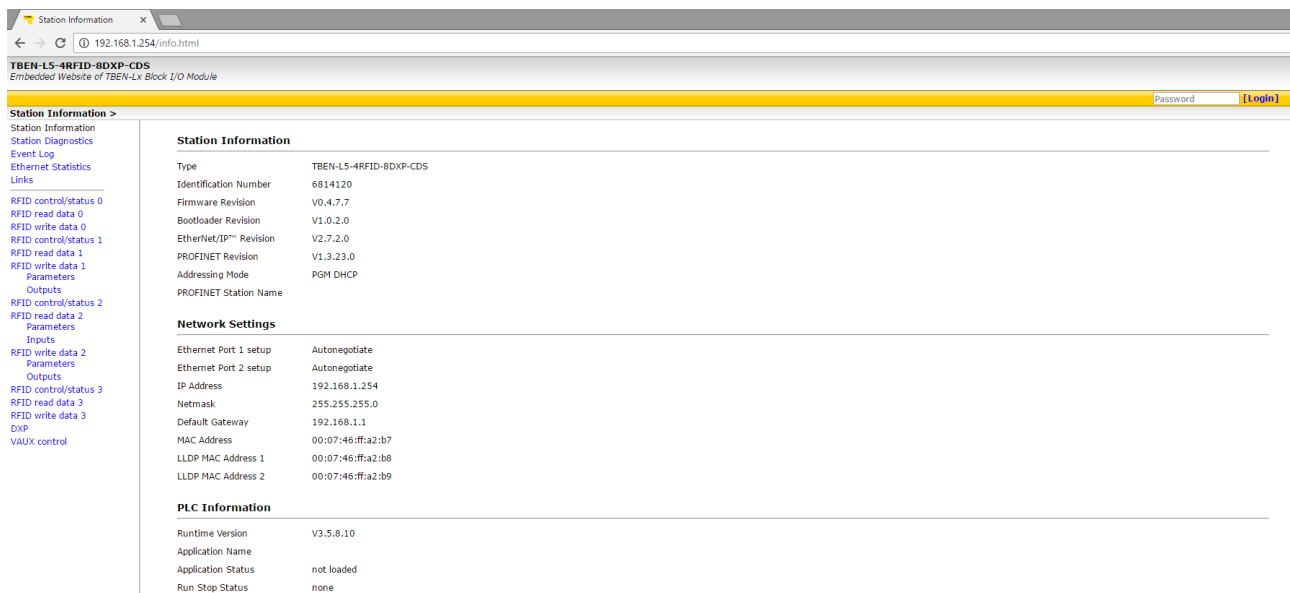 Station Information
192.168.1.254/info.html
TBEN-L5-4RFID-8DXP-CDS
Embedded Website of TBEN-Lx Block I/O Module
Password [Login]
Station Information >
Station Information
Station Diagnostics
Event Log
Ethernet Statistics
Links
RFID control/status 0
RFID read data 0
RFID write data 0
RFID control/status 1
RFID read data 1
RFID write data 1
Parameters
Outputs
RFID control/status 2
RFID read data 2
Parameters
Inputs
RFID write data 2
Parameters
Outputs
RFID control/status 3
RFID read data 3
RFID write data 3
DXP
VAUX control
Station Information
Type TBEN-L5-4RFID-8DXP-CDS
Identification Number 6814120
Firmware Revision V0.4.7.7
Bootloader Revision V1.0.2.0
EtherNet/IP™ Revision V2.7.2.0
PROFINET Revision V1.3.23.0
Addressing Mode PGM DHCP
PROFINET Station Name
Network Settings
Ethernet Port 1 setup Autonegotiate
Ethernet Port 2 setup Autonegotiate
IP Address 192.168.1.254
Netmask 255.255.255.0
Default Gateway 192.168.1.1
MAC Address 00:07:46:ff:a2:b7
LLDP MAC Address 1 00:07:46:ff:a2:b8
LLDP MAC Address 2 00:07:46:ff:a2:b9
PLC Information
Runtime Version V3.5.8.10
Application Name
Application Status not loaded
Run Stop Status none